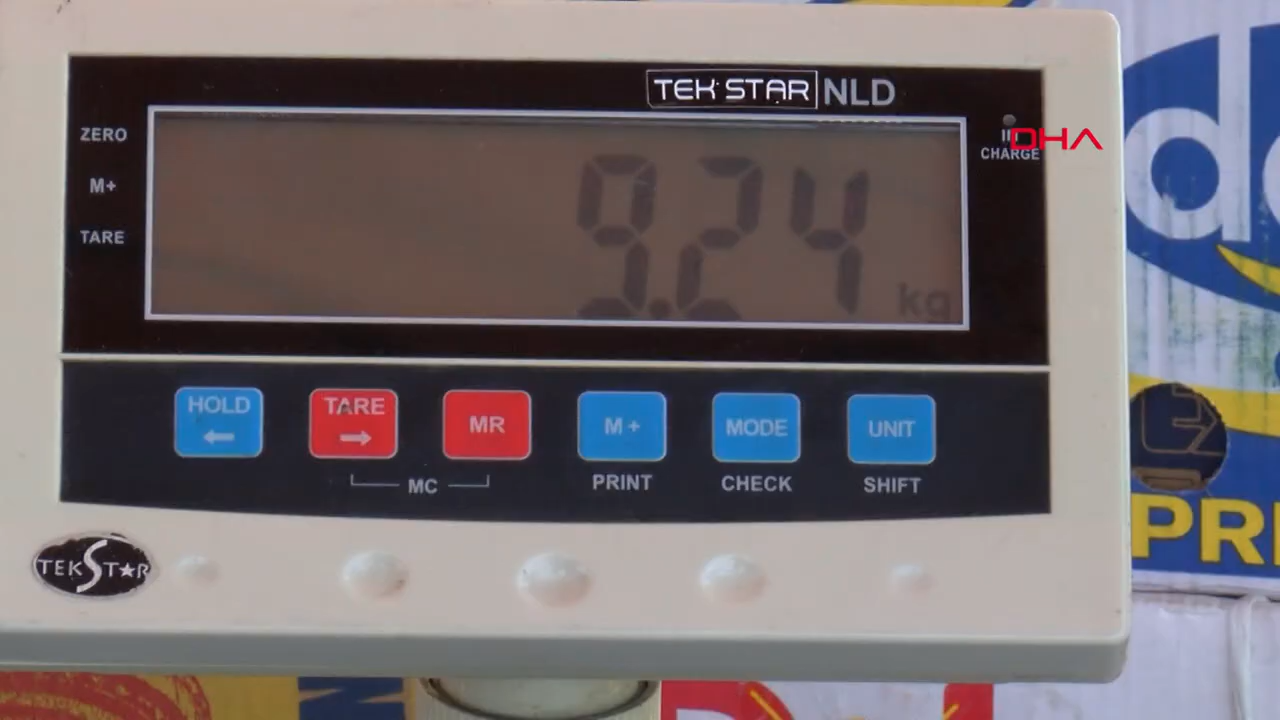 TEK STAR NLD
ZERO
M+
TARE
9.24 kg
CHARGE
DHA
HOLD
TARE
MR
M+
MODE
UNIT
MC
PRINT
CHECK
SHIFT
TEKSTAR
d
PRI